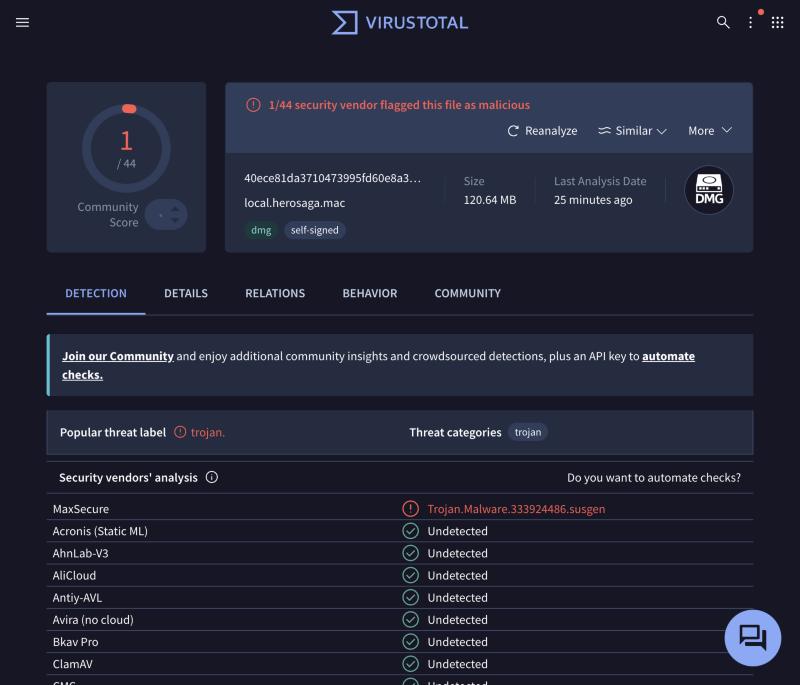 VIRUSTOTAL
1
/ 44
Community
Score
1/44 security vendor flagged this file as malicious
Reanalyze
Similar
More
40ece81da3710473995fd60e8a3...
local.herosaga.mac
dmg
self-signed
Size
120.64 MB
Last Analysis Date
25 minutes ago
DMG
DETECTION
DETAILS
RELATIONS
BEHAVIOR
COMMUNITY
Join our Community and enjoy additional community insights and crowdsourced detections, plus an API key to automate
checks.
Popular threat label
trojan.
Threat categories
trojan
Security vendors' analysis
Do you want to automate checks?
MaxSecure
Trojan.Malware.333924486.susgen
Acronis (Static ML)
Undetected
AhnLab-V3
Undetected
AliCloud
Undetected
Antiy-AVL
Undetected
Avira (no cloud)
Undetected
Bkav Pro
Undetected
ClamAV
Undetected